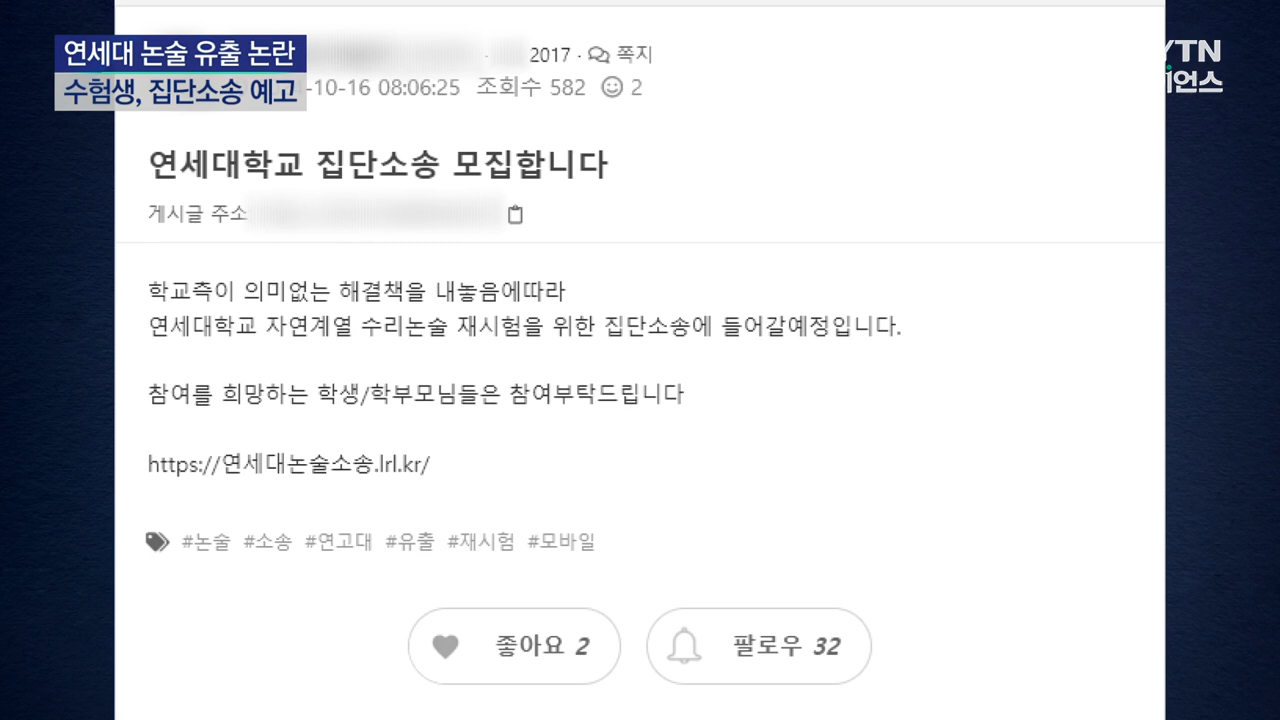 연세대 논술 유출 논란
수험생, 집단소송 예고
YTN
사이언스
· 2017 · 쪽지
-10-16 08:06:25 조회수 582 2
연세대학교 집단소송 모집합니다
게시글 주소
학교측이 의미없는 해결책을 내놓음에따라
연세대학교 자연계열 수리논술 재시험을 위한 집단소송에 들어갈예정입니다.
참여를 희망하는 학생/학부모님들은 참여부탁드립니다
https://연세대논술소송.lrl.kr/
#논술 #소송 #연고대 #유출 #재시험 #모바일
좋아요 2
팔로우 32